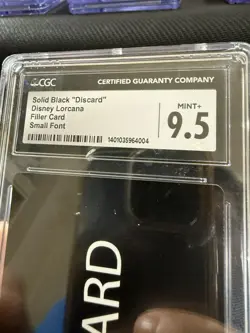 CGC
CERTIFIED GUARANTY COMPANY
Solid Black "Discard"
Disney Lorcana
Filler Card
Small Font
MINT+
9.5
1401035964004
ARD